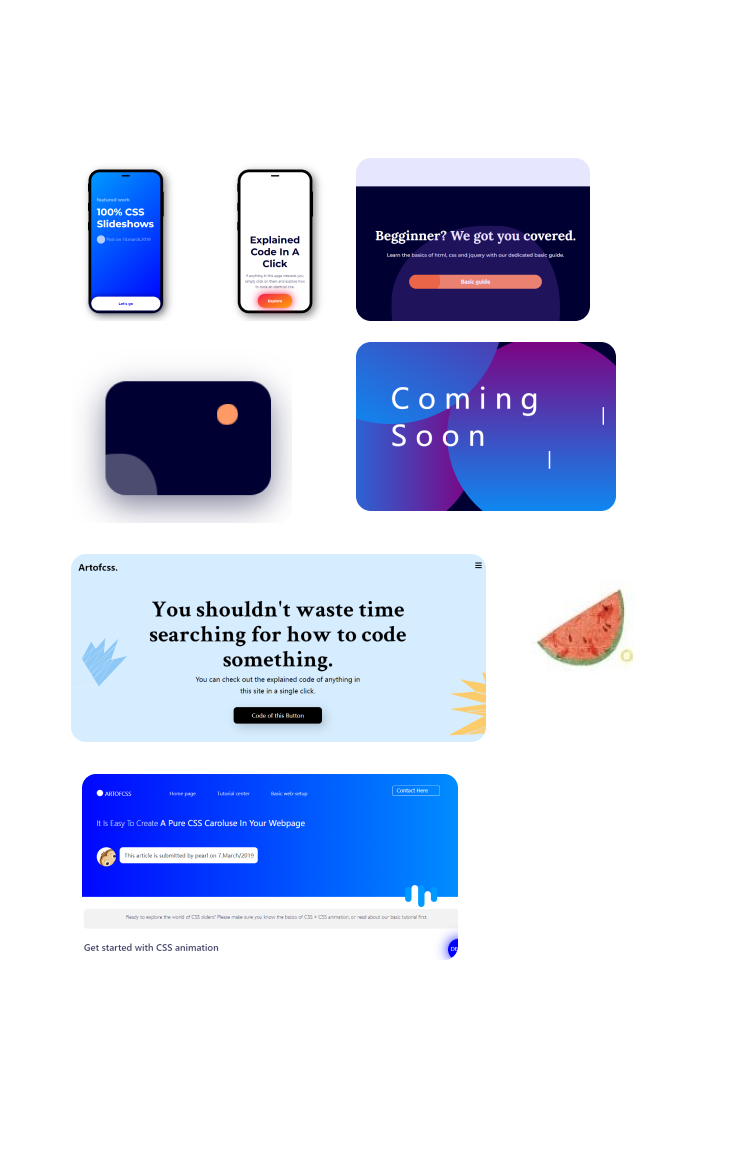 featured work
100% CSS
Slideshows
Post on 10.march,2019
Let's go
Explained
Code In A
Click
If anything in this page interests you
simply click on them and explore how
to code an identical one.
Explore
Begginner? We got you covered.
Learn the basics of html, css and jquery with our dedicated basic guide.
Basic guide
Coming
Soon
Artofcss.
You shouldn't waste time
searching for how to code
something.
You can check out the explained code of anything in
this site in a single click.
Code of this Button
ARTOFCSS
Home page
Tutorial center
Basic web-setup
Contact Here
It Is Easy To Create A Pure CSS Caroluse In Your Webpage
This article is submitted by pearl on 7,March/2019
Ready to explore the world of CSS sliders? Please make sure you know the basics of CSS + CSS animation, or read about our basic tutorial first.
Get started with CSS animation
DE